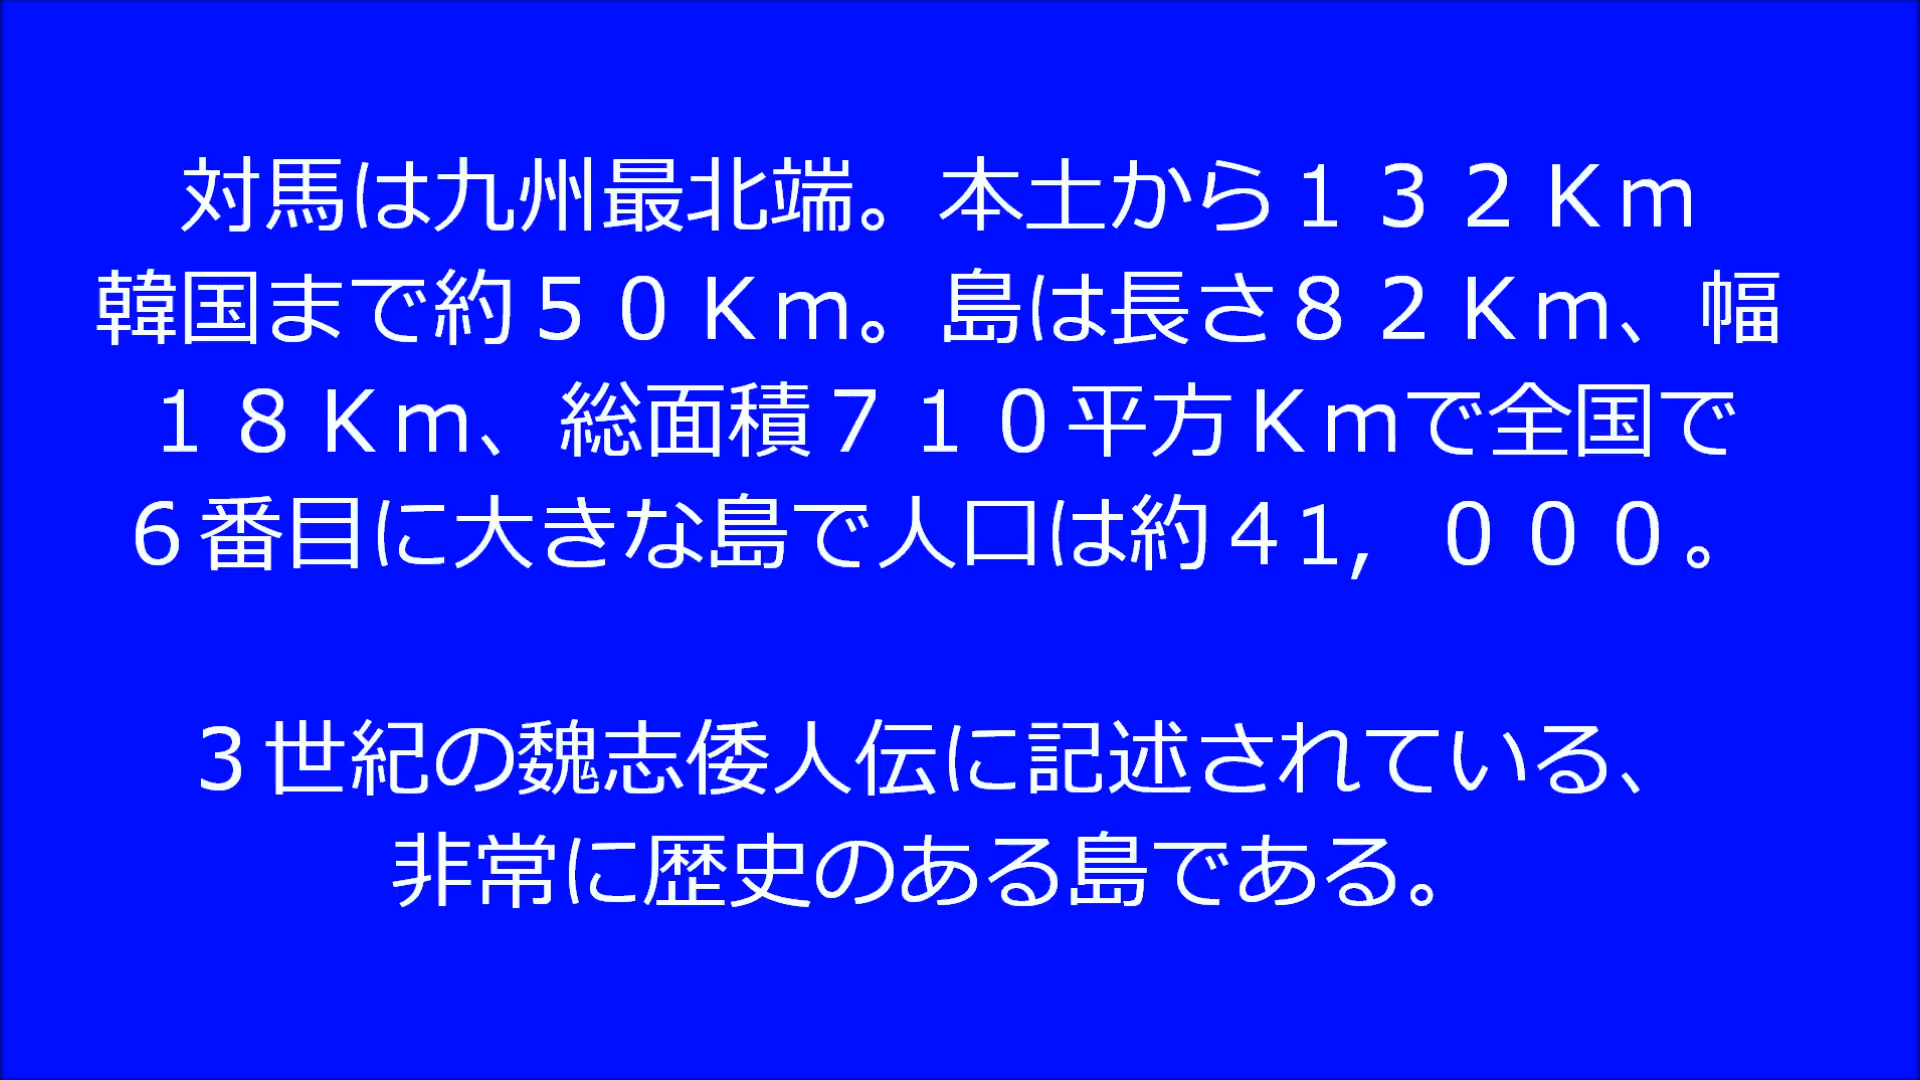 対馬は九州最北端。本土から１３２Ｋｍ
韓国まで約５０Ｋｍ。島は長さ８２Ｋｍ、幅
１８Ｋｍ、総面積７１０平方Ｋｍで全国で
６番目に大きな島で人口は約４1,　０００。
３世紀の魏志倭人伝に記述されている、
非常に歴史のある島である。